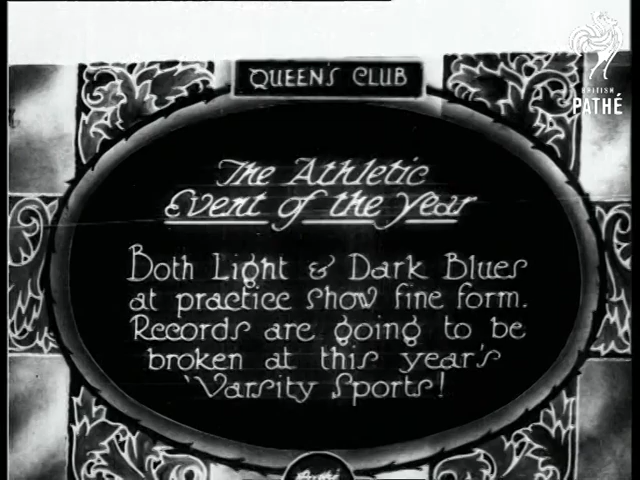 QUEEN'S CLUB
BRITISH
PATHÉ
The Athletic
Event of the Year
Both Light & Dark Blues
at practice show fine form.
Records are going to be
broken at this year's
'Varsity Sports!
Pathé